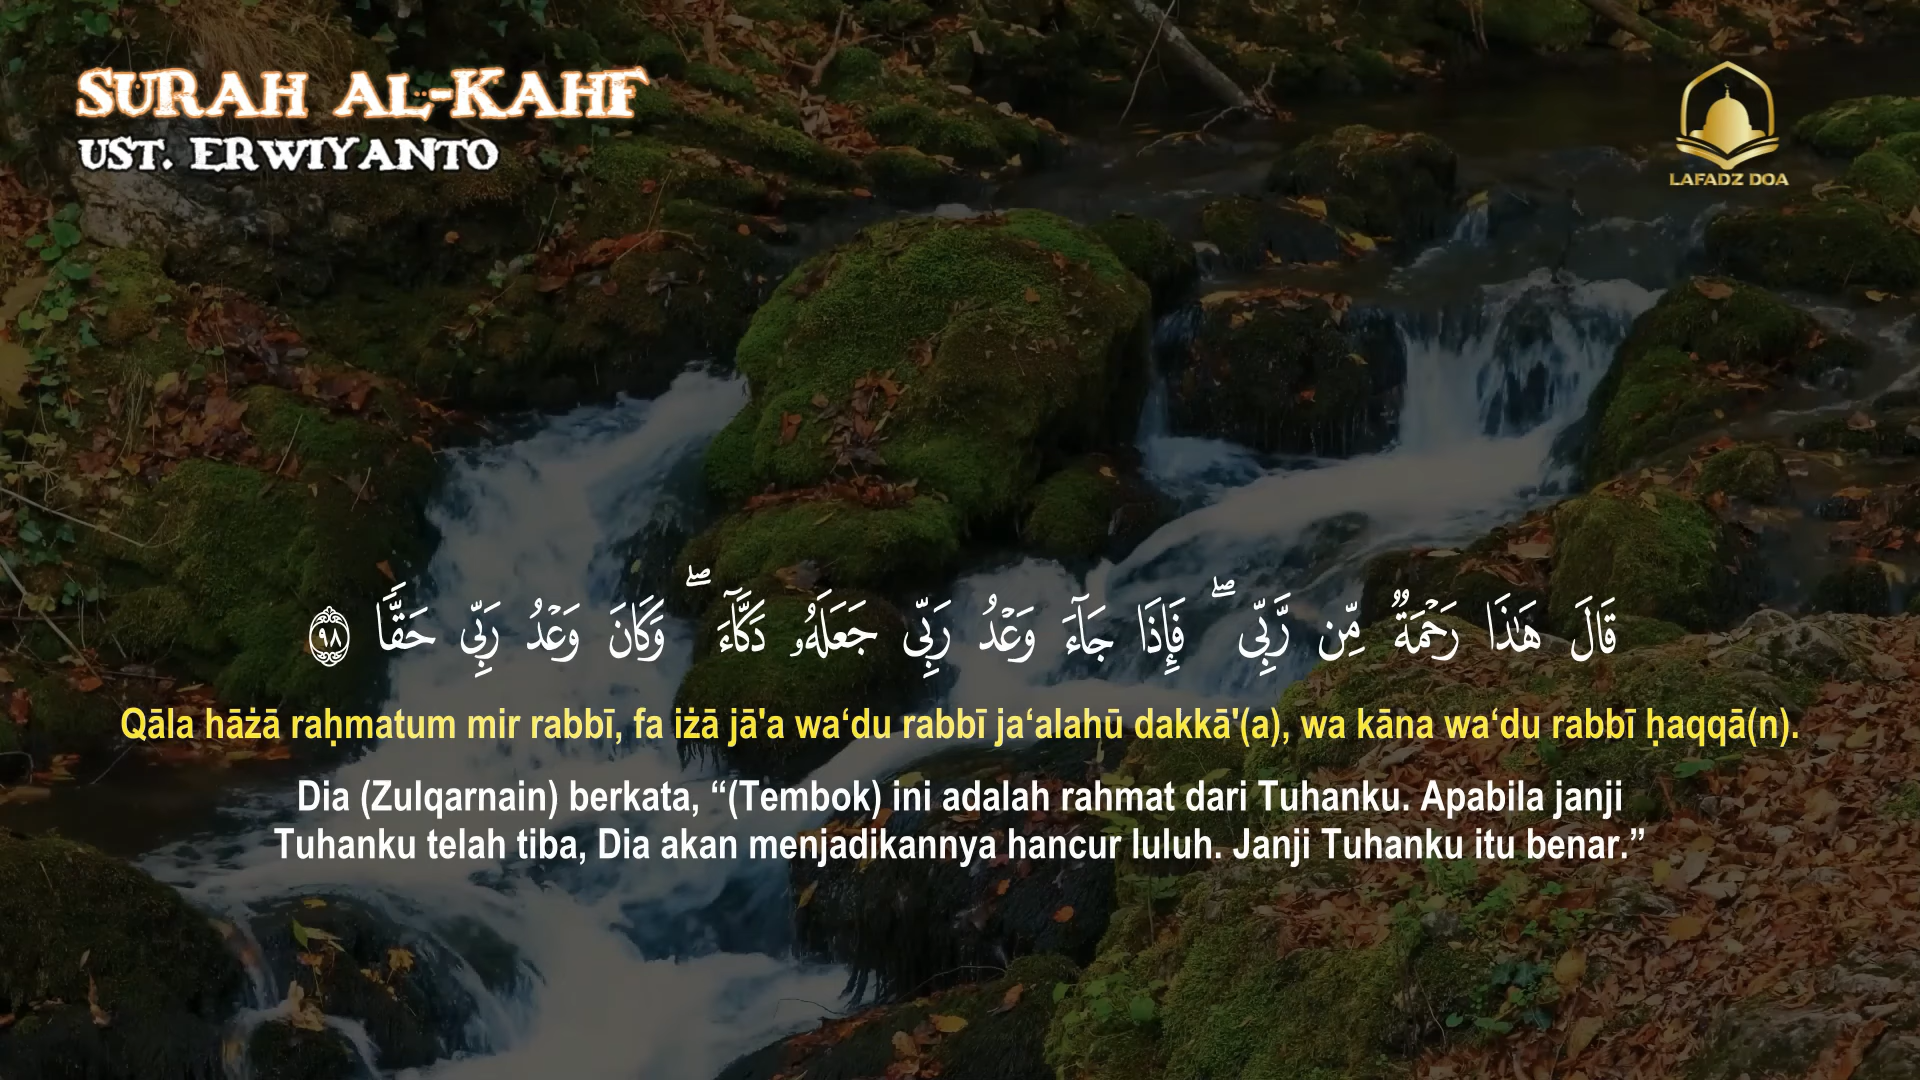 SURAH AL-KAHF
UST. ERWIYANTO
LAFADZ DOA
قَالَ هَـٰذَا رَحْمَةٌ مِّن رَّبِّى ۖ فَإِذَا جَآءَ وَعْدُ رَبِّى جَعَلَهُۥ دَكَّآءَ ۖ وَكَانَ وَعْدُ رَبِّى حَقًّا ٩٨
Qāla hāżā raḥmatum mir rabbī, fa iżā jā'a wa‘du rabbī ja‘alahū dakkā'(a), wa kāna wa‘du rabbī ḥaqqā(n).
Dia (Zulqarnain) berkata, “(Tembok) ini adalah rahmat dari Tuhanku. Apabila janji
Tuhanku telah tiba, Dia akan menjadikannya hancur luluh. Janji Tuhanku itu benar.”